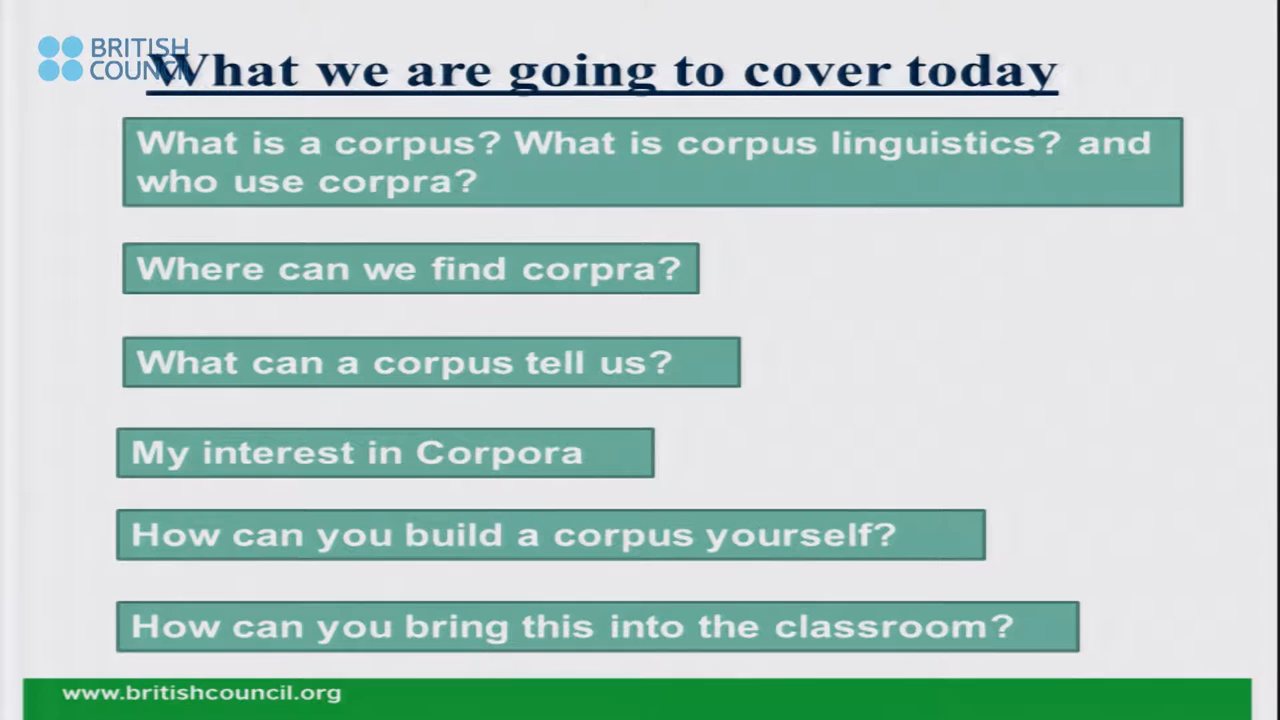 BRITISH
COUNCIL
What we are going to cover today
What is a corpus? What is corpus linguistics? and
who use corpra?
Where can we find corpra?
What can a corpus tell us?
My interest in Corpora
How can you build a corpus yourself?
How can you bring this into the classroom?
www.britishcouncil.org